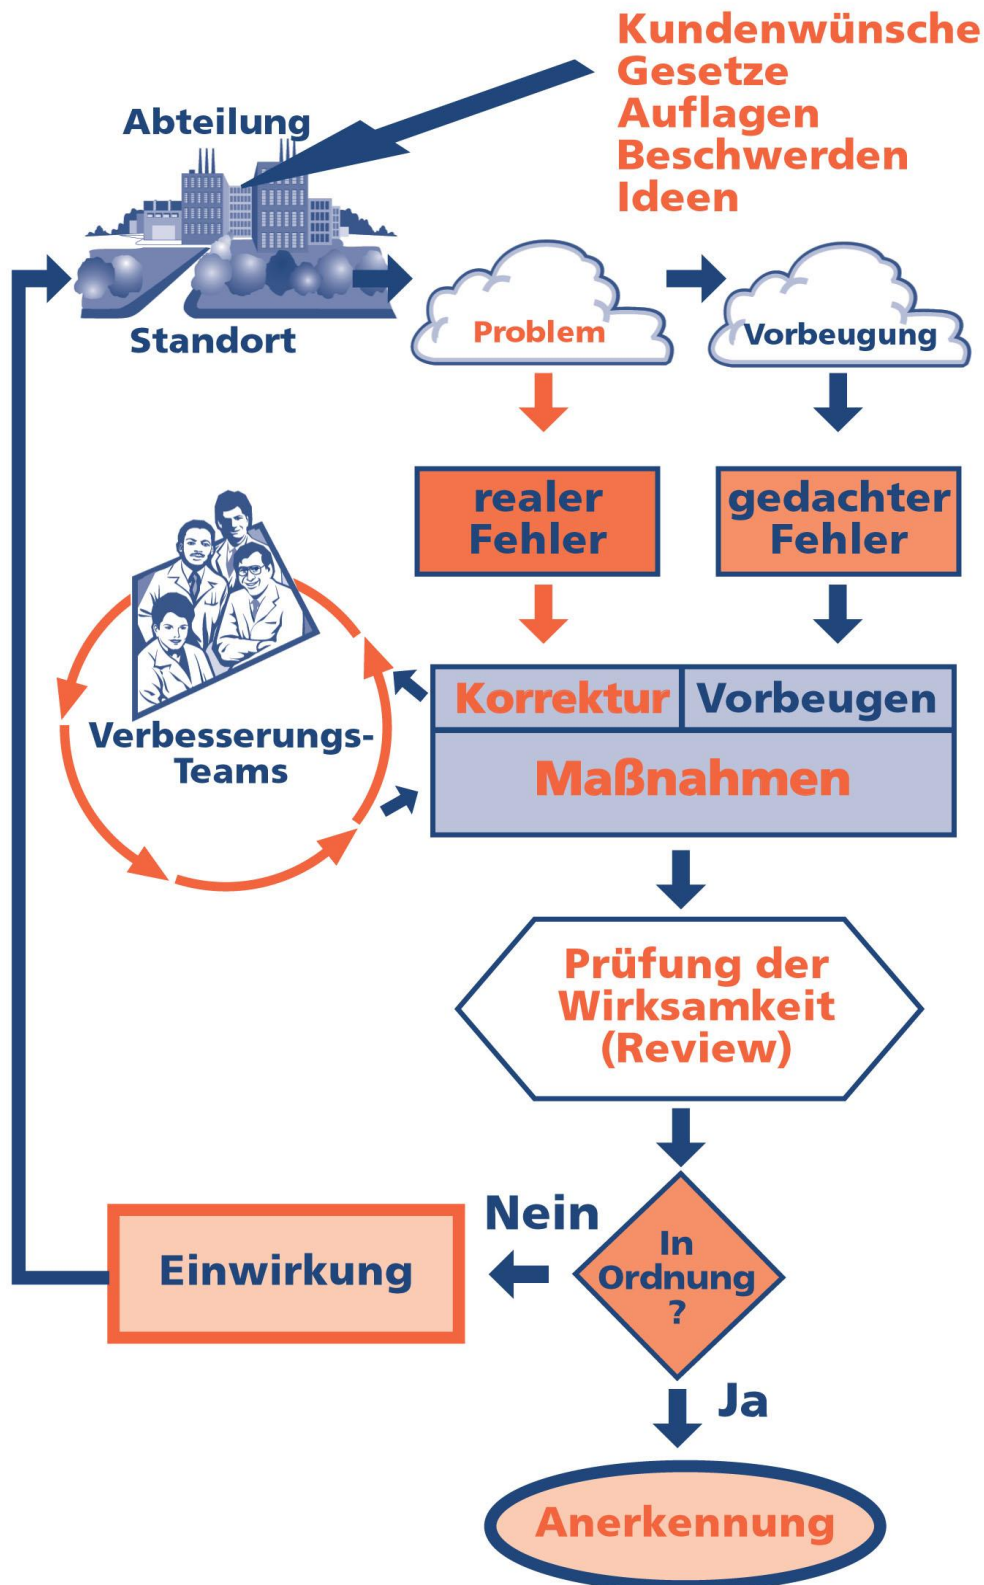 Kundenwünsche
Gesetze
Auflagen
Beschwerden
Ideen
Abteilung
Standort
Problem
Vorbeugung
realer
Fehler
gedachter
Fehler
Korrektur
Vorbeugen
Maßnahmen
Verbesserungs-
Teams
Prüfung der
Wirksamkeit
(Review)
In
Ordnung
?
Nein
Einwirkung
Ja
Anerkennung